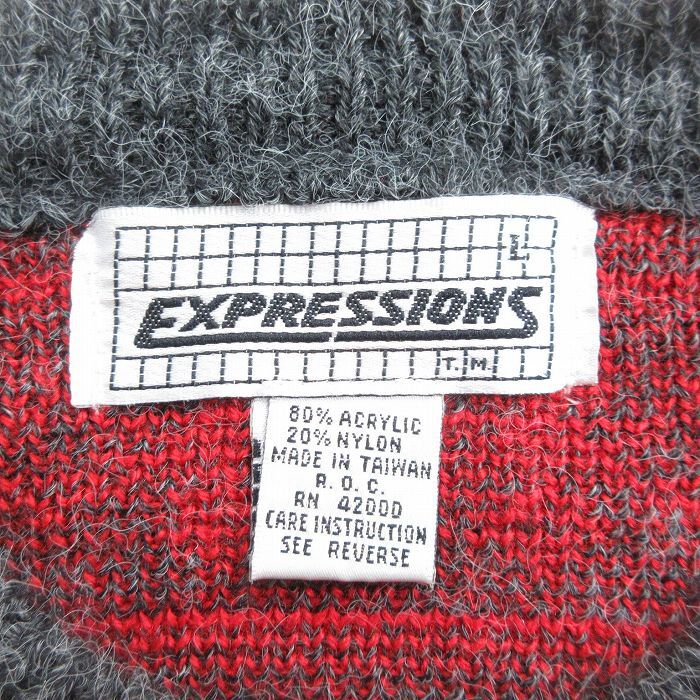 L
EXPRESSIONS
T.M.
80% ACRYLIC
20% NYLON
MADE IN TAIWAN
R.O.C.
RN 42000
CARE INSTRUCTION
SEE REVERSE